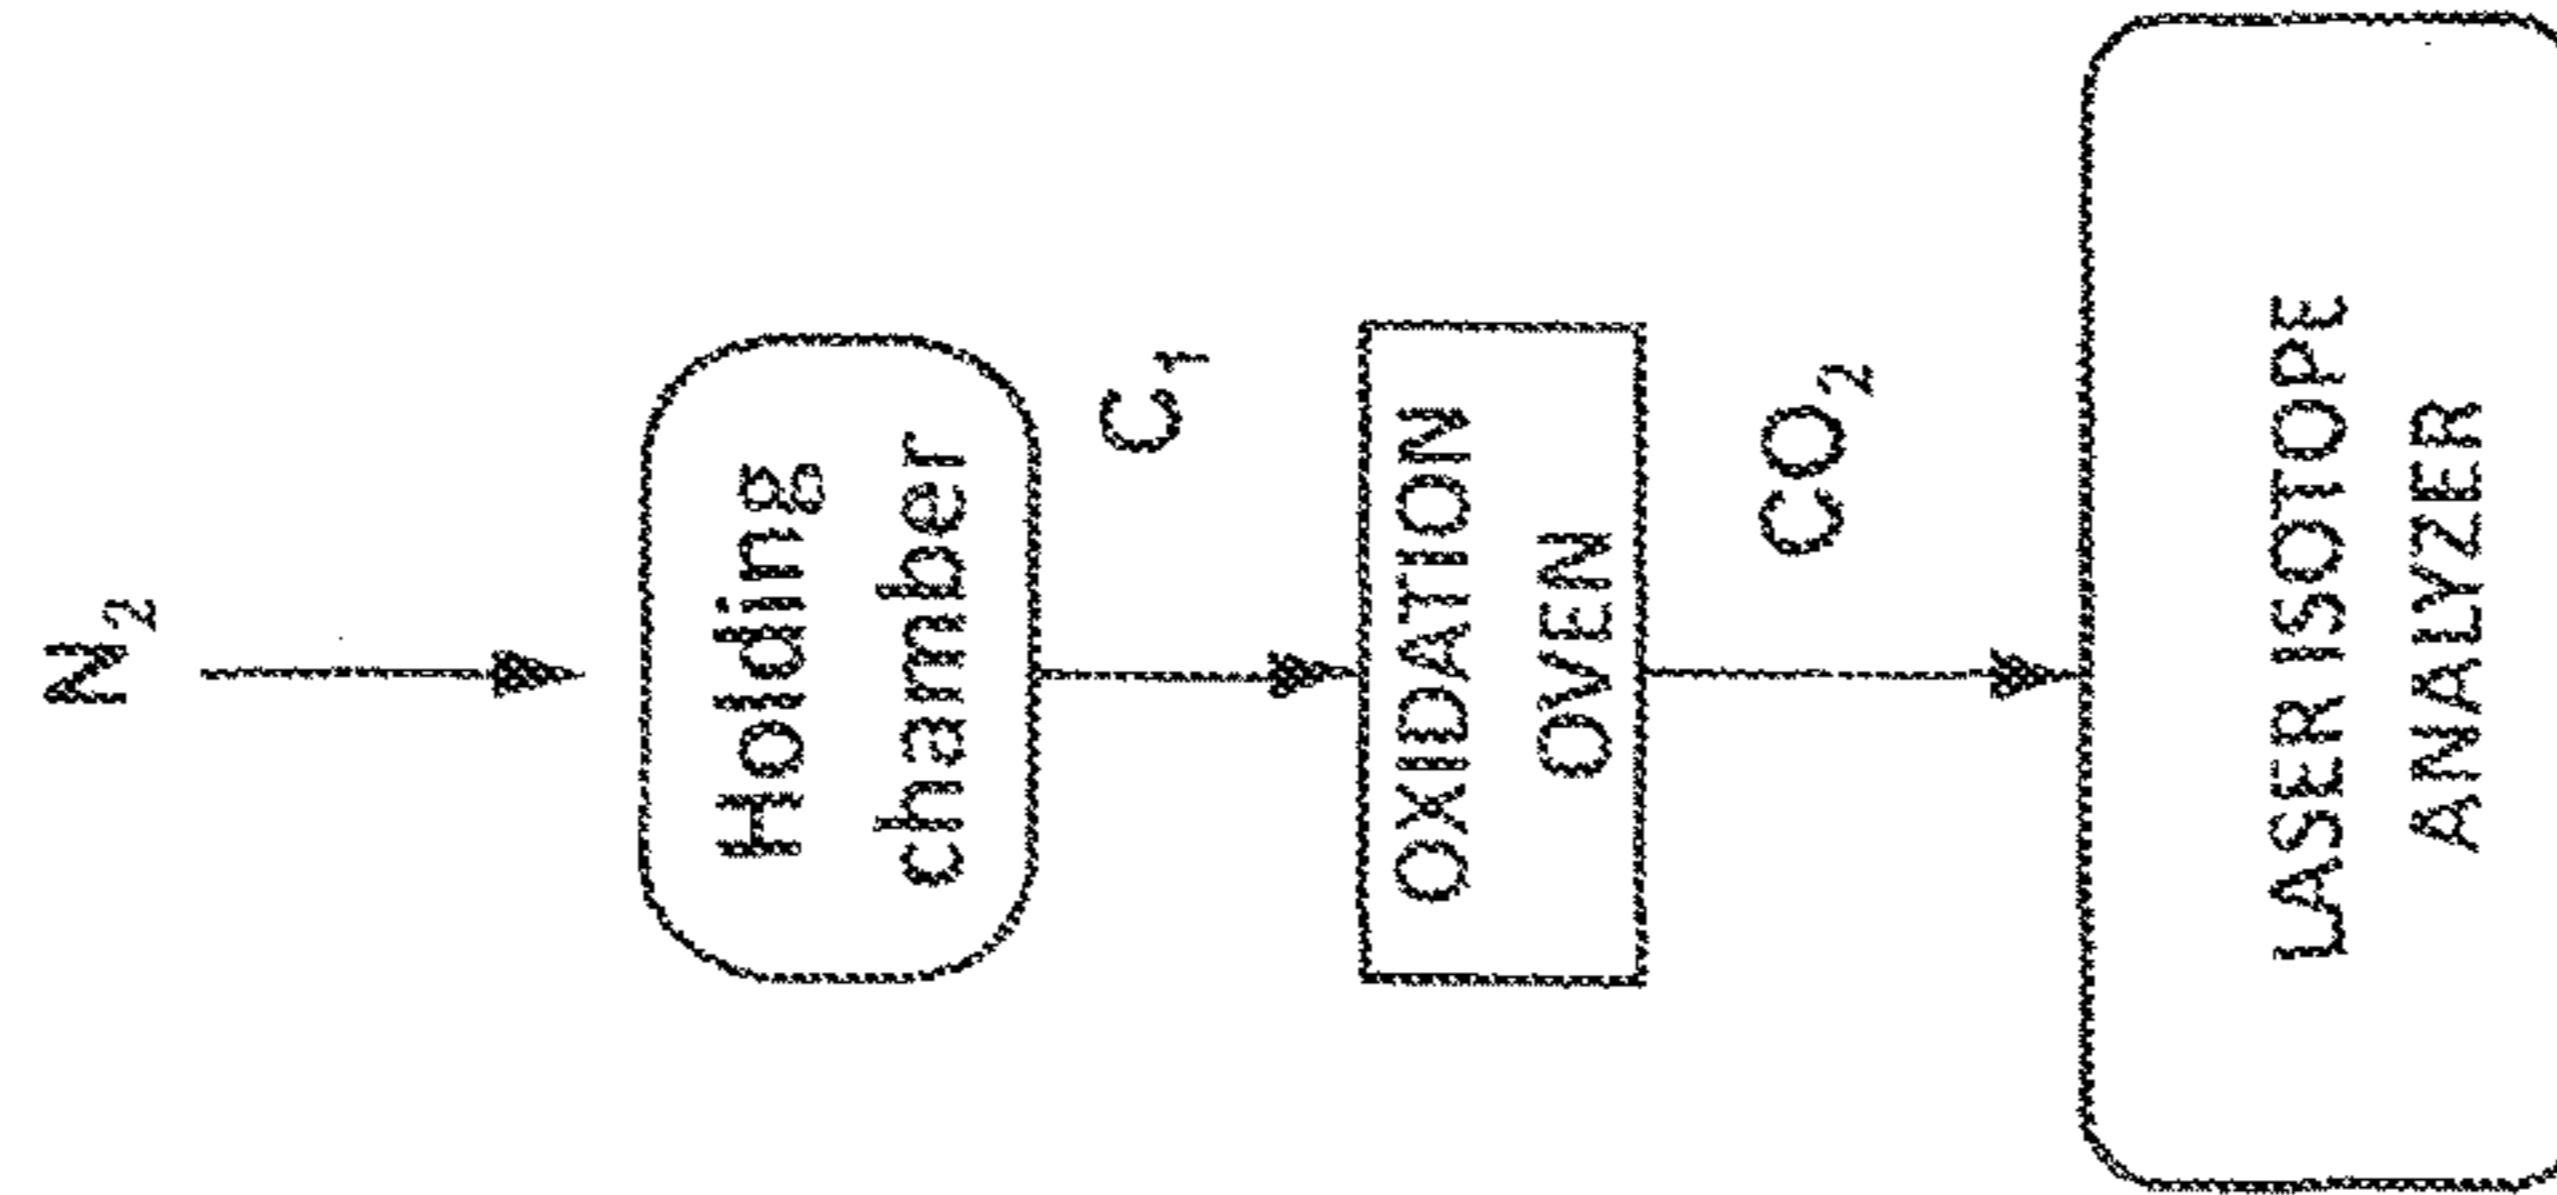 N₂
Holding
chamber
C₁
OXIDATION
OVEN
CO₂
LASER ISOTOPE
ANALYZER